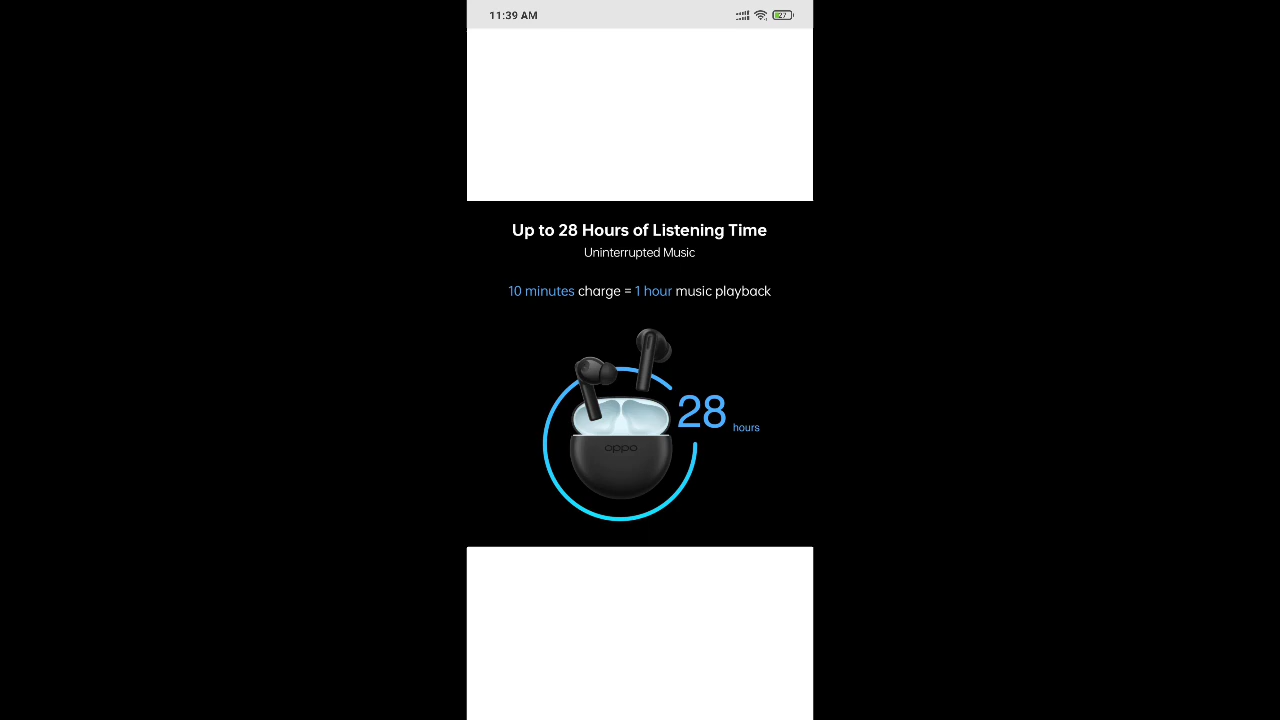 11:39 AM
27
Up to 28 Hours of Listening Time
Uninterrupted Music
10 minutes charge = 1 hour music playback
28 hours
oppo